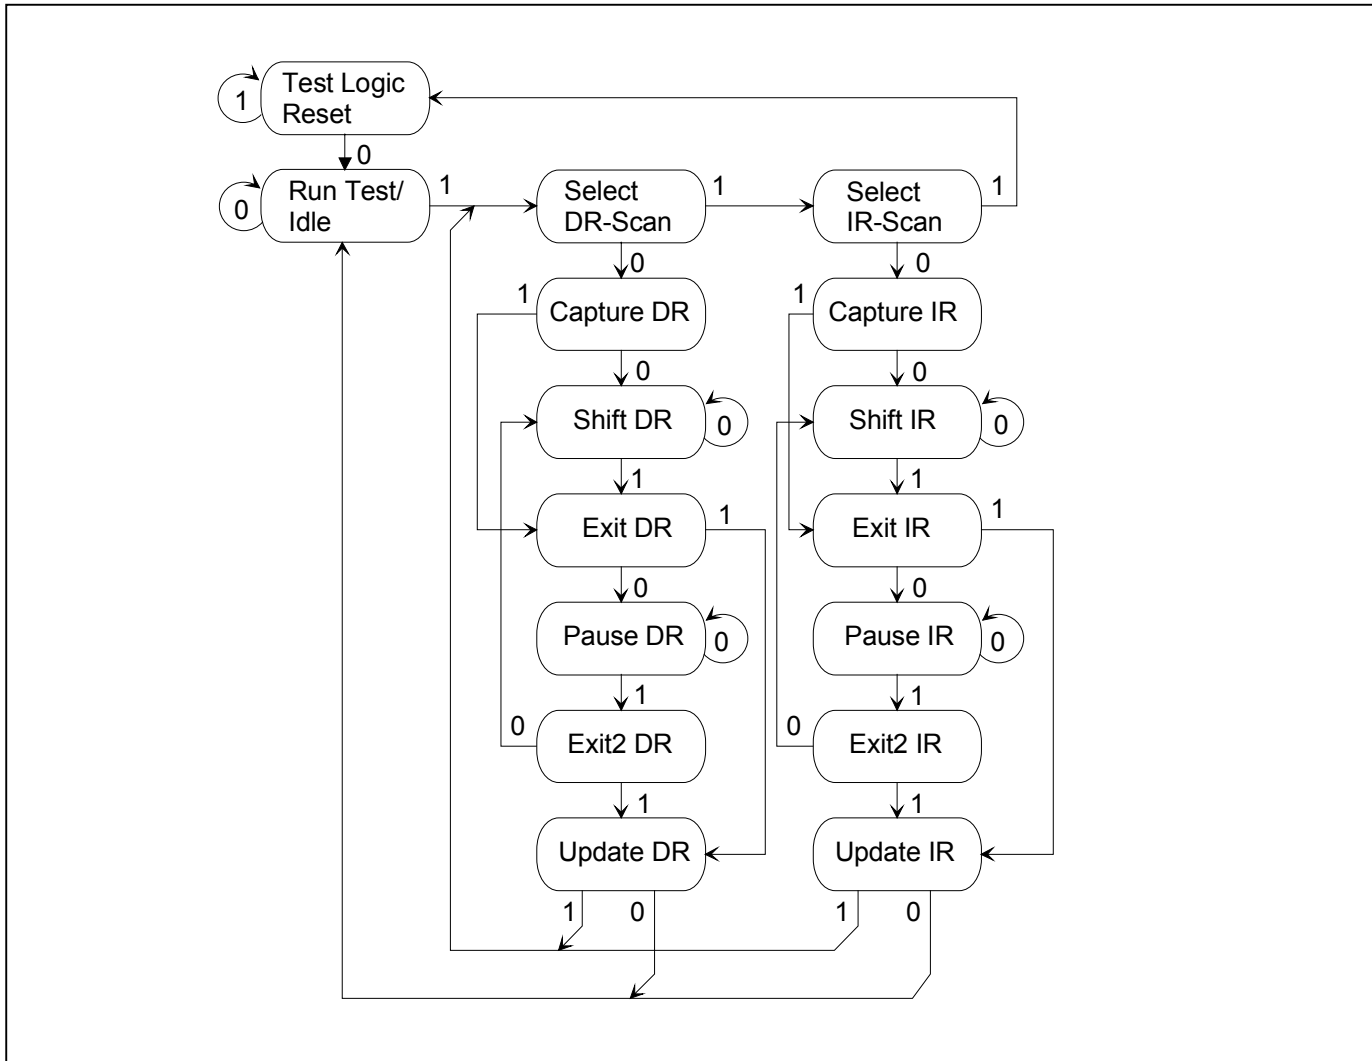 Test Logic
Reset
1
0
Run Test/
Idle
0
1
Select
DR-Scan
1
Select
IR-Scan
1
0
0
1
Capture DR
1
Capture IR
0
0
Shift DR
0
Shift IR
0
1
1
Exit DR
1
Exit IR
1
0
0
Pause DR
0
Pause IR
0
1
1
0
Exit2 DR
0
Exit2 IR
1
1
Update DR
Update IR
1
0
1
0